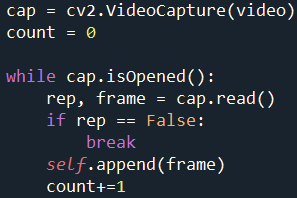 cap = cv2.VideoCapture(video)
count = 0

while cap.isOpened():
    rep, frame = cap.read()
    if rep == False:
        break
    self.append(frame)
    count+=1